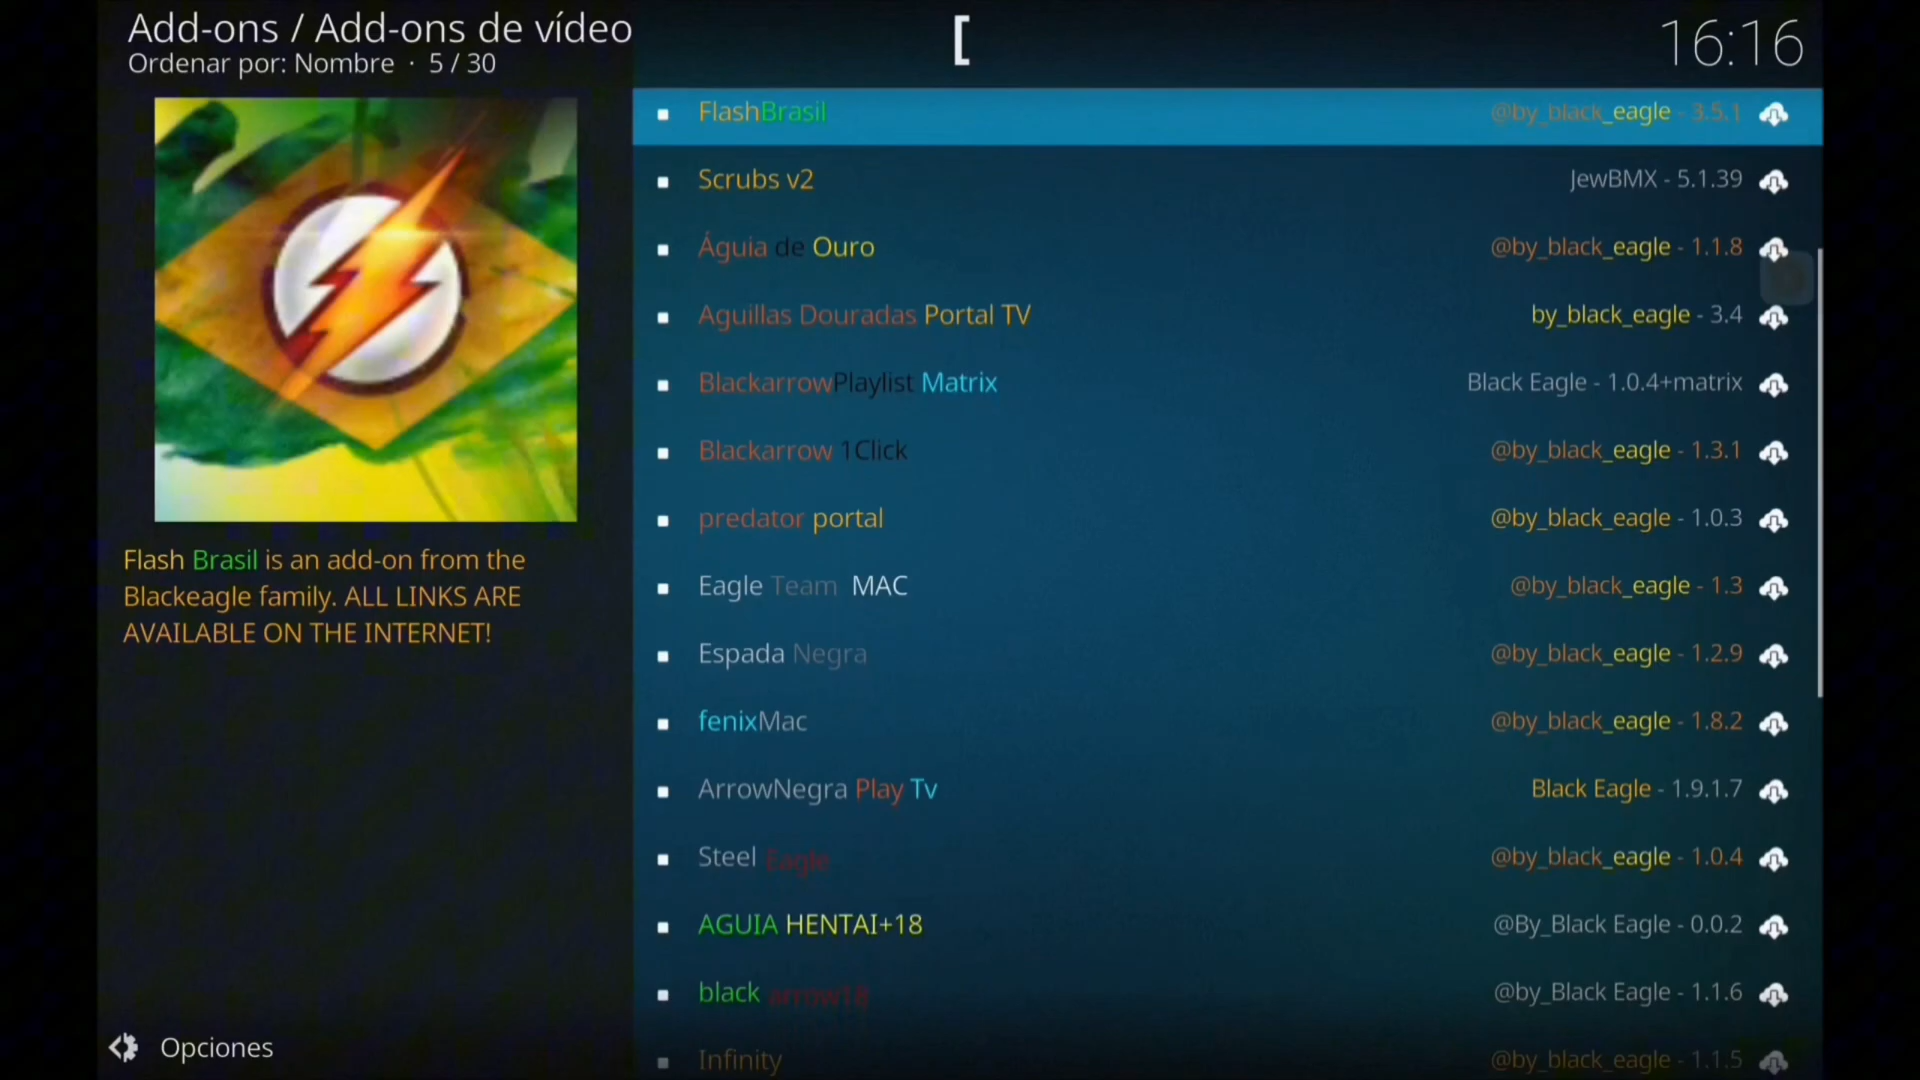 Add-ons / Add-ons de vídeo
Ordenar por: Nombre · 5 / 30
[
16:16
FlashBrasil @by_black_eagle - 3.5.1
Scrubs v2 JewBMX - 5.1.39
Águia de Ouro @by_black_eagle - 1.1.8
Aguillas Douradas Portal TV by_black_eagle - 3.4
BlackarrowPlaylist Matrix Black Eagle - 1.0.4+matrix
Blackarrow 1Click @by_black_eagle - 1.3.1
predator portal @by_black_eagle - 1.0.3
Eagle Team MAC @by_black_eagle - 1.3
Espada Negra @by_black_eagle - 1.2.9
fenixMac @by_black_eagle - 1.8.2
ArrowNegra Play Tv Black Eagle - 1.9.1.7
Steel Eagle @by_black_eagle - 1.0.4
AGUIA HENTAI+18 @By_Black Eagle - 0.0.2
black arrow18 @by_Black Eagle - 1.1.6
Infinity @by_black_eagle - 1.1.5
Flash Brasil is an add-on from the
Blackeagle family. ALL LINKS ARE
AVAILABLE ON THE INTERNET!
Opciones